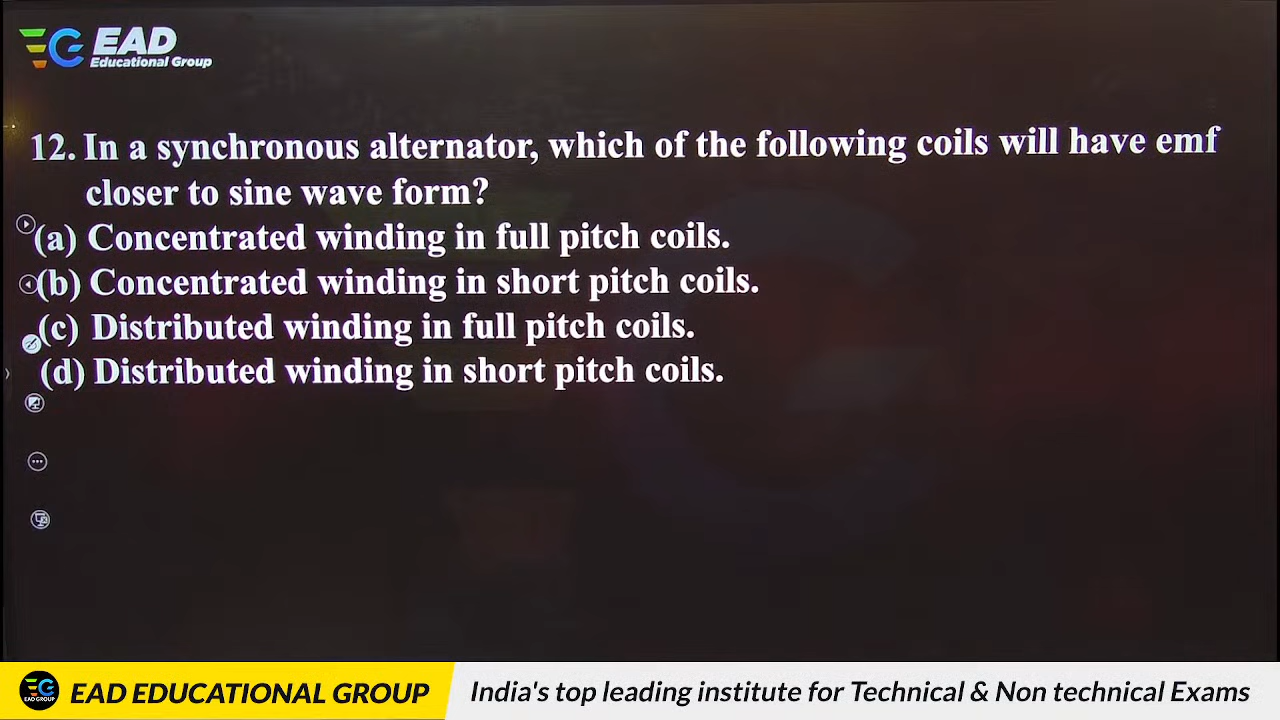 EAD
Educational Group
12. In a synchronous alternator, which of the following coils will have emf
closer to sine wave form?
(a) Concentrated winding in full pitch coils.
(b) Concentrated winding in short pitch coils.
(c) Distributed winding in full pitch coils.
(d) Distributed winding in short pitch coils.
EAD GROUP
EAD EDUCATIONAL GROUP
India's top leading institute for Technical & Non technical Exams